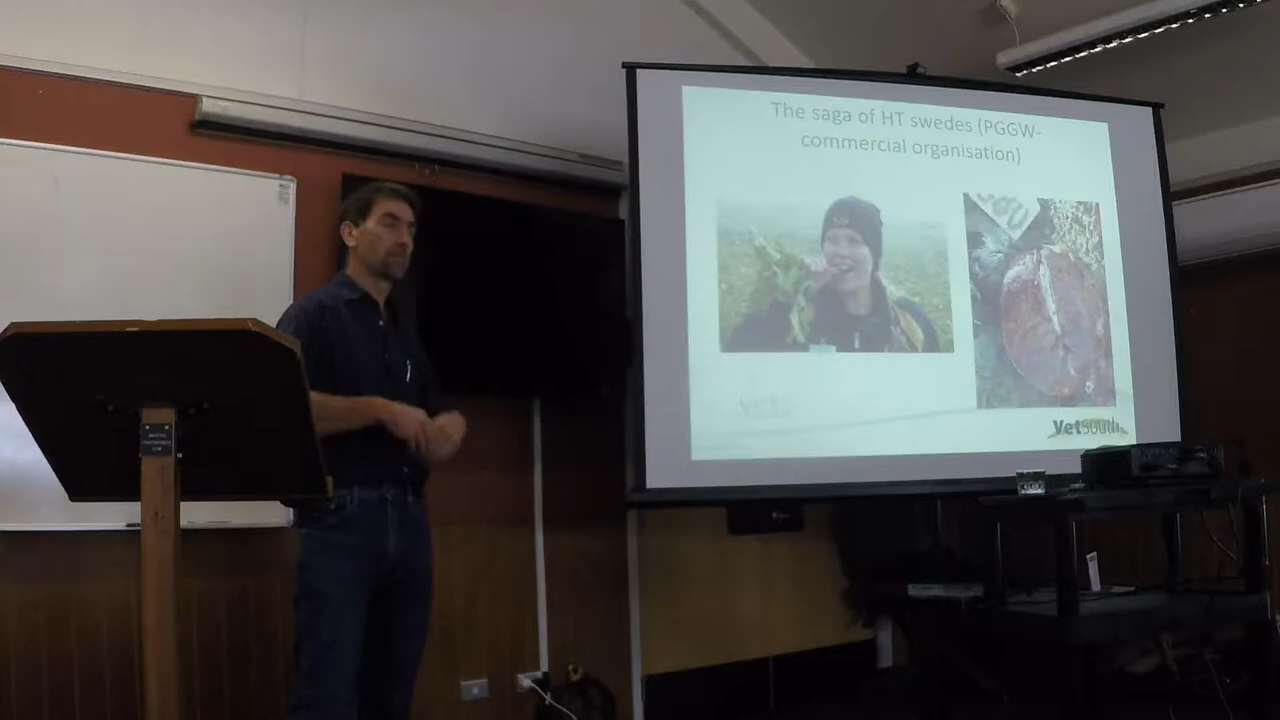 The saga of HT swedes (PGGW-
commercial organisation)
Vetsouth